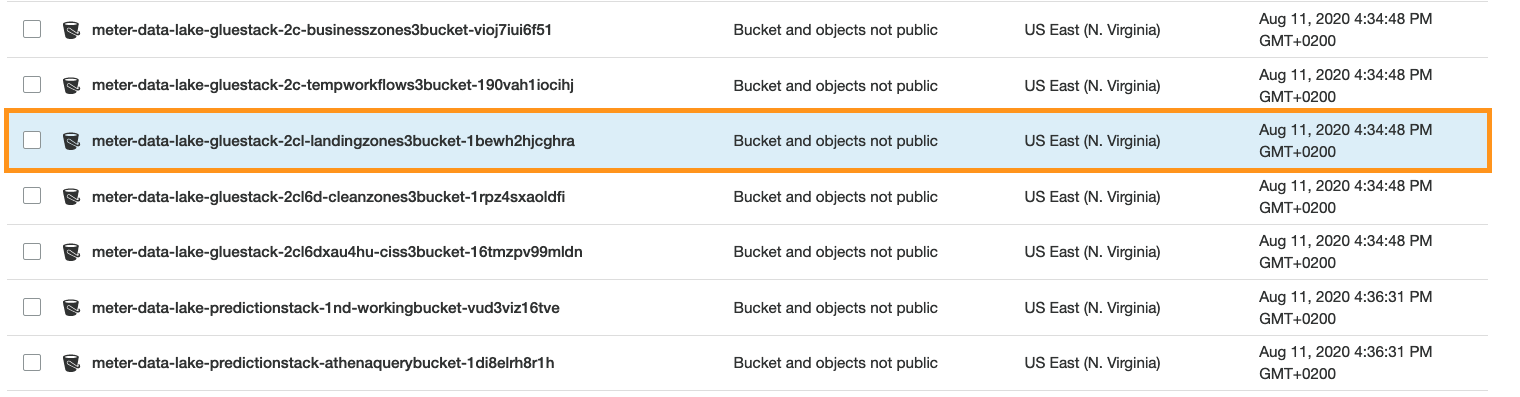 meter-data-lake-gluestack-2c-businesszones3bucket-vioj7iui6f51 Bucket and objects not public US East (N. Virginia) Aug 11, 2020 4:34:48 PM
GMT+0200
meter-data-lake-gluestack-2c-tempworkflows3bucket-190vah1iocihj Bucket and objects not public US East (N. Virginia) Aug 11, 2020 4:34:48 PM
GMT+0200
meter-data-lake-gluestack-2cl-landingzones3bucket-1bewh2hjcghra Bucket and objects not public US East (N. Virginia) Aug 11, 2020 4:34:48 PM
GMT+0200
meter-data-lake-gluestack-2cl6d-cleanzones3bucket-1rpz4sxaoldfi Bucket and objects not public US East (N. Virginia) Aug 11, 2020 4:34:48 PM
GMT+0200
meter-data-lake-gluestack-2cl6dxau4hu-ciss3bucket-16tmzpv99mldn Bucket and objects not public US East (N. Virginia) Aug 11, 2020 4:34:48 PM
GMT+0200
meter-data-lake-predictionstack-1nd-workingbucket-vud3viz16tve Bucket and objects not public US East (N. Virginia) Aug 11, 2020 4:36:31 PM
GMT+0200
meter-data-lake-predictionstack-athenaquerybucket-1di8elrh8r1h Bucket and objects not public US East (N. Virginia) Aug 11, 2020 4:36:31 PM
GMT+0200